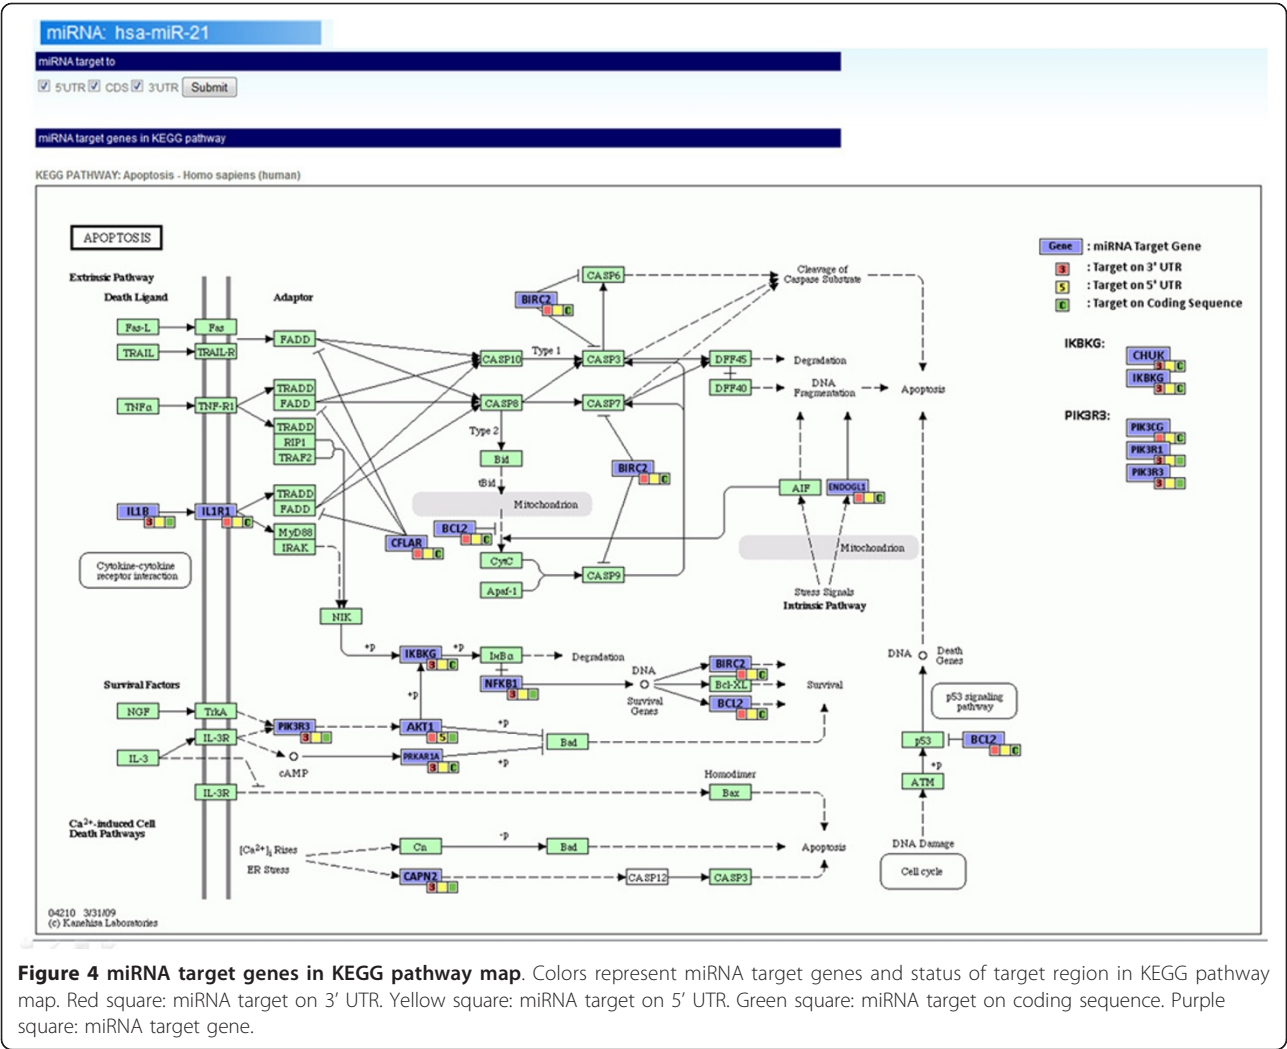 miRNA: hsa-miR-21
miRNA target to
5'UTR CDS 3'UTR Submit
miRNA target genes in KEGG pathway
KEGG PATHWAY: Apoptosis - Homo sapiens (human)
APOPTOSIS
Extrinsic Pathway
Death Ligand
Adaptor
Fas-L
Fas
FADD
TRAIL
TRAIL-R
TNFα
TNF-R1
TRADD
FADD
TRADD
RIP1
TRAF2
IL1B
3
IL1R1
C
TRADD
FADD
MyD88
IRAK
Cytokine-cytokine
receptor interaction
NIK
BIRC2
C
CASP6
Cleavage of
Caspase Substrate
CASP10
Type 1
CASP3
DFF45
Degradation
DFF40
DNA
Fragmentation
Apoptosis
CASP8
CASP7
Type 2
Bid
tBid
Mitochondrion
BIRC2
C
AIF
ENDOGL1
C
BCL2
C
CFLAR
C
CytC
Apaf-1
CASP9
Mitochondrion
Stress Signals
Intrinsic Pathway
Gene : miRNA Target Gene
3 : Target on 3' UTR
5 : Target on 5' UTR
C : Target on Coding Sequence
IKBKG:
CHUK
3 C
IKBKG
3 C
PIK3R3:
PIK3CG
C
PIK3R1
3
PIK3R3
3
+p
IKBKG
3 C
+p
IκBα
Degradation
NFKB1
3
DNA
Survival
Genes
BIRC2
C
Bcl-XL
BCL2
C
Survival
DNA
Death
Genes
p53 signaling
pathway
p53
BCL2
C
+p
ATM
DNA Damage
Cell cycle
Survival Factors
NGF
TrkA
IL-3R
IL-3
PIK3R3
3
cAMP
+p
AKT1
5
PRKAR1A
3 C
+p
+p
Bad
IL-3R
Homodimer
Bax
Ca2+-induced Cell
Death Pathways
[Ca2+]i Rises
ER Stress
Cn
-p
Bad
Apoptosis
CAPN2
3
CASP12
CASP3
04210 3/31/09
(c) Kanehisa Laboratories
Figure 4 miRNA target genes in KEGG pathway map. Colors represent miRNA target genes and status of target region in KEGG pathway
map. Red square: miRNA target on 3' UTR. Yellow square: miRNA target on 5' UTR. Green square: miRNA target on coding sequence. Purple
square: miRNA target gene.